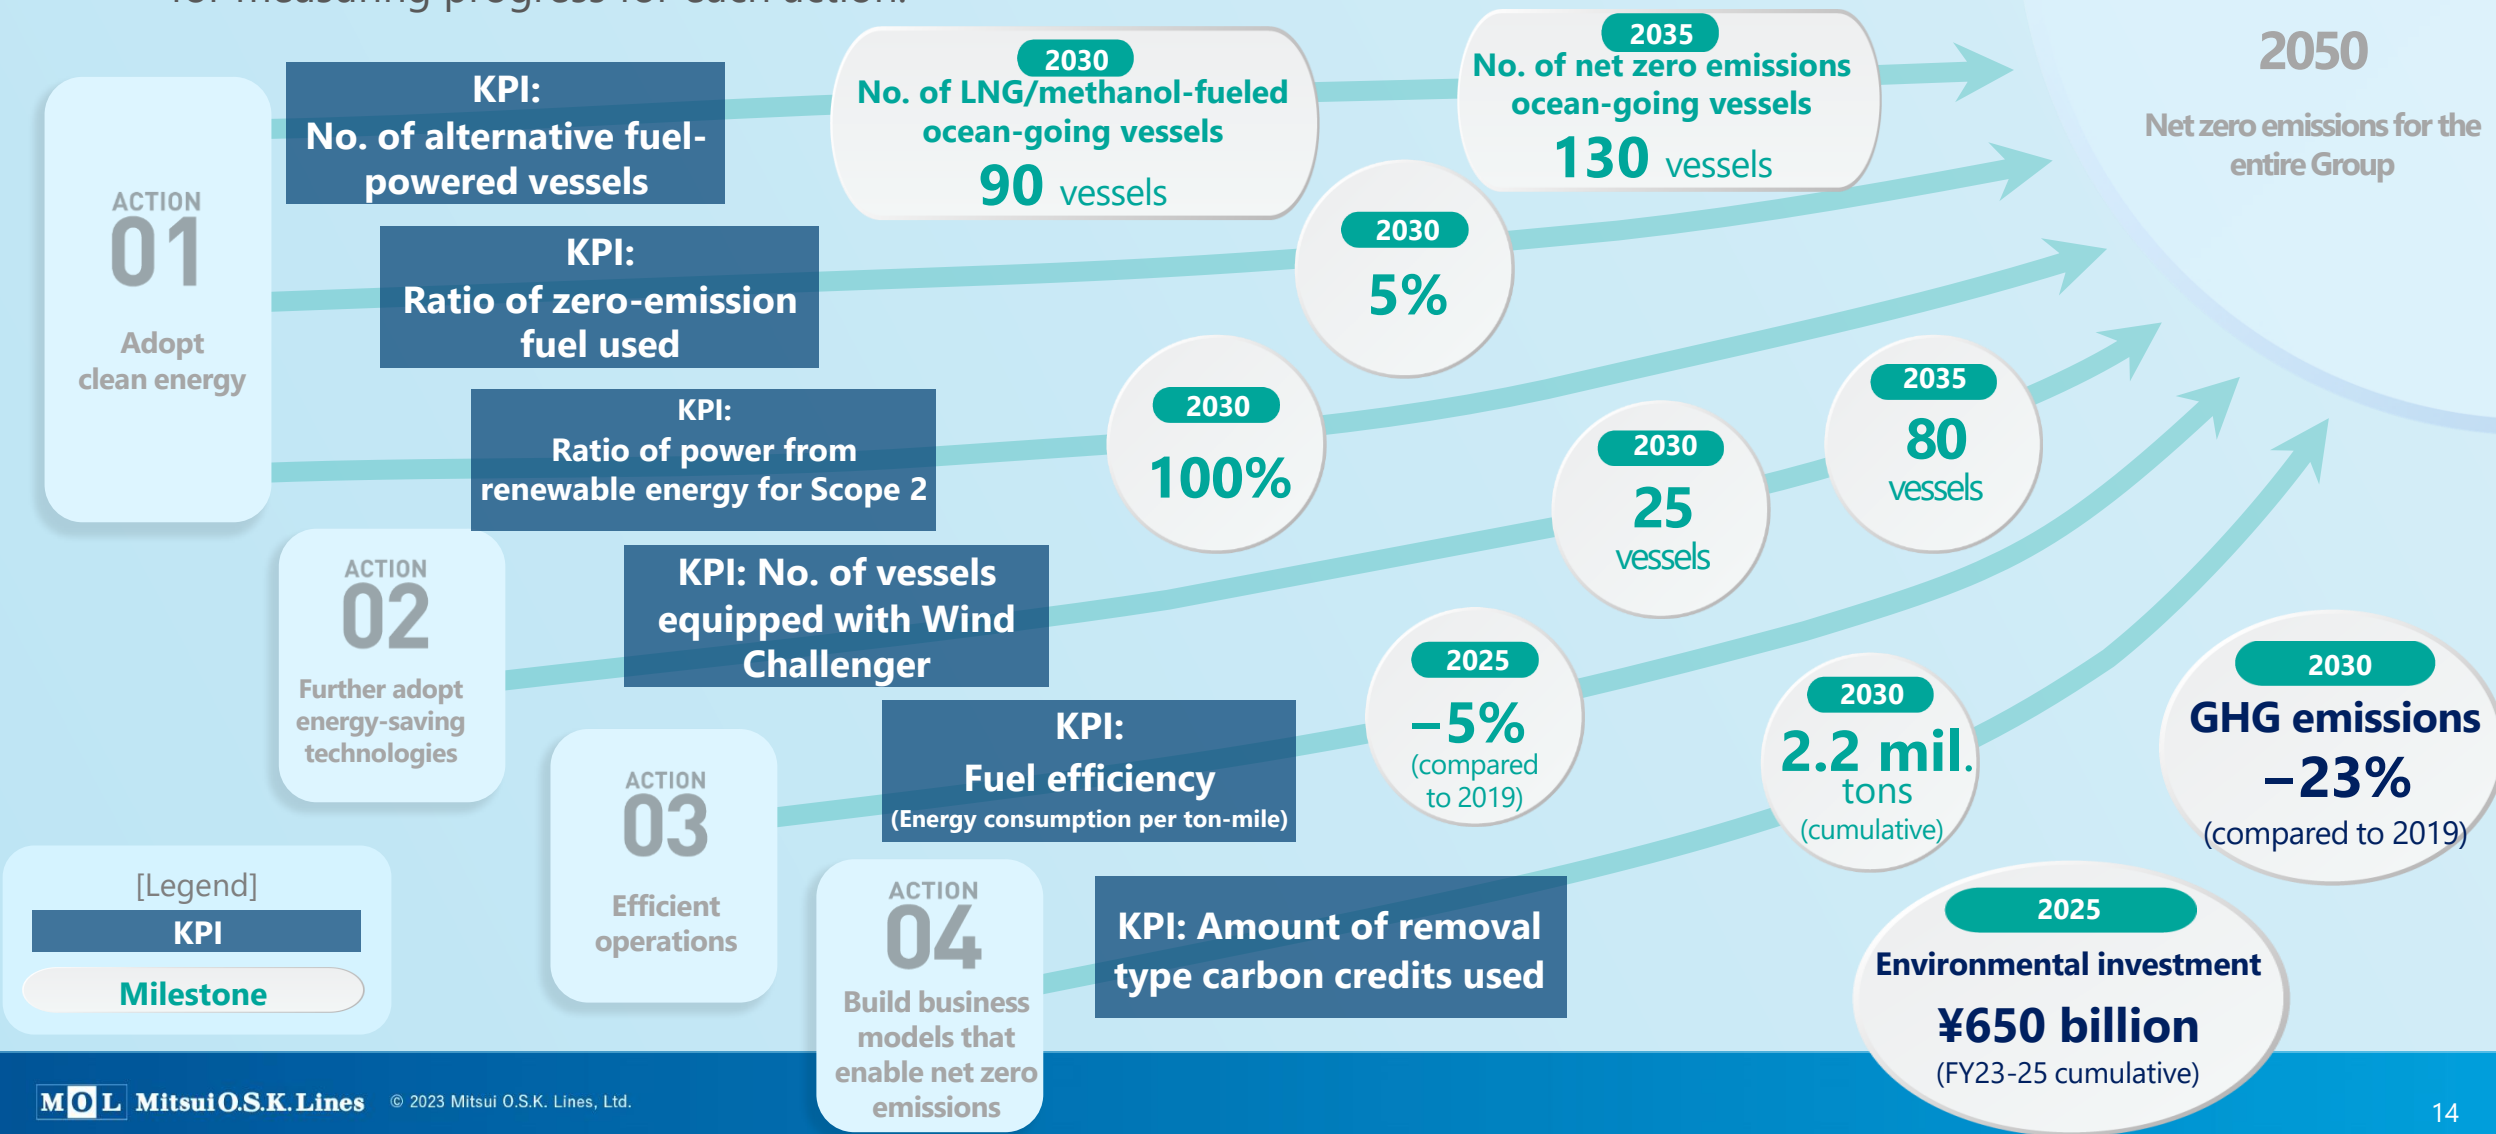 for measuring progress for each action.
2050
Net zero emissions for the
entire Group
ACTION
01
Adopt
clean energy
KPI:
No. of alternative fuel-
powered vessels
2030
No. of LNG/methanol-fueled
ocean-going vessels
90 vessels
2035
No. of net zero emissions
ocean-going vessels
130 vessels
KPI:
Ratio of zero-emission
fuel used
2030
5%
KPI:
Ratio of power from
renewable energy for Scope 2
2030
100%
ACTION
02
Further adopt
energy-saving
technologies
KPI: No. of vessels
equipped with Wind
Challenger
2030
25
vessels
2035
80
vessels
ACTION
03
Efficient
operations
KPI:
Fuel efficiency
(Energy consumption per ton-mile)
2025
–5%
(compared
to 2019)
ACTION
04
Build business
models that
enable net zero
emissions
KPI: Amount of removal
type carbon credits used
2030
2.2 mil.
tons
(cumulative)
2030
GHG emissions
–23%
(compared to 2019)
2025
Environmental investment
¥650 billion
(FY23-25 cumulative)
[Legend]
KPI
Milestone
MOL Mitsui O.S.K. Lines
© 2023 Mitsui O.S.K. Lines, Ltd.
14